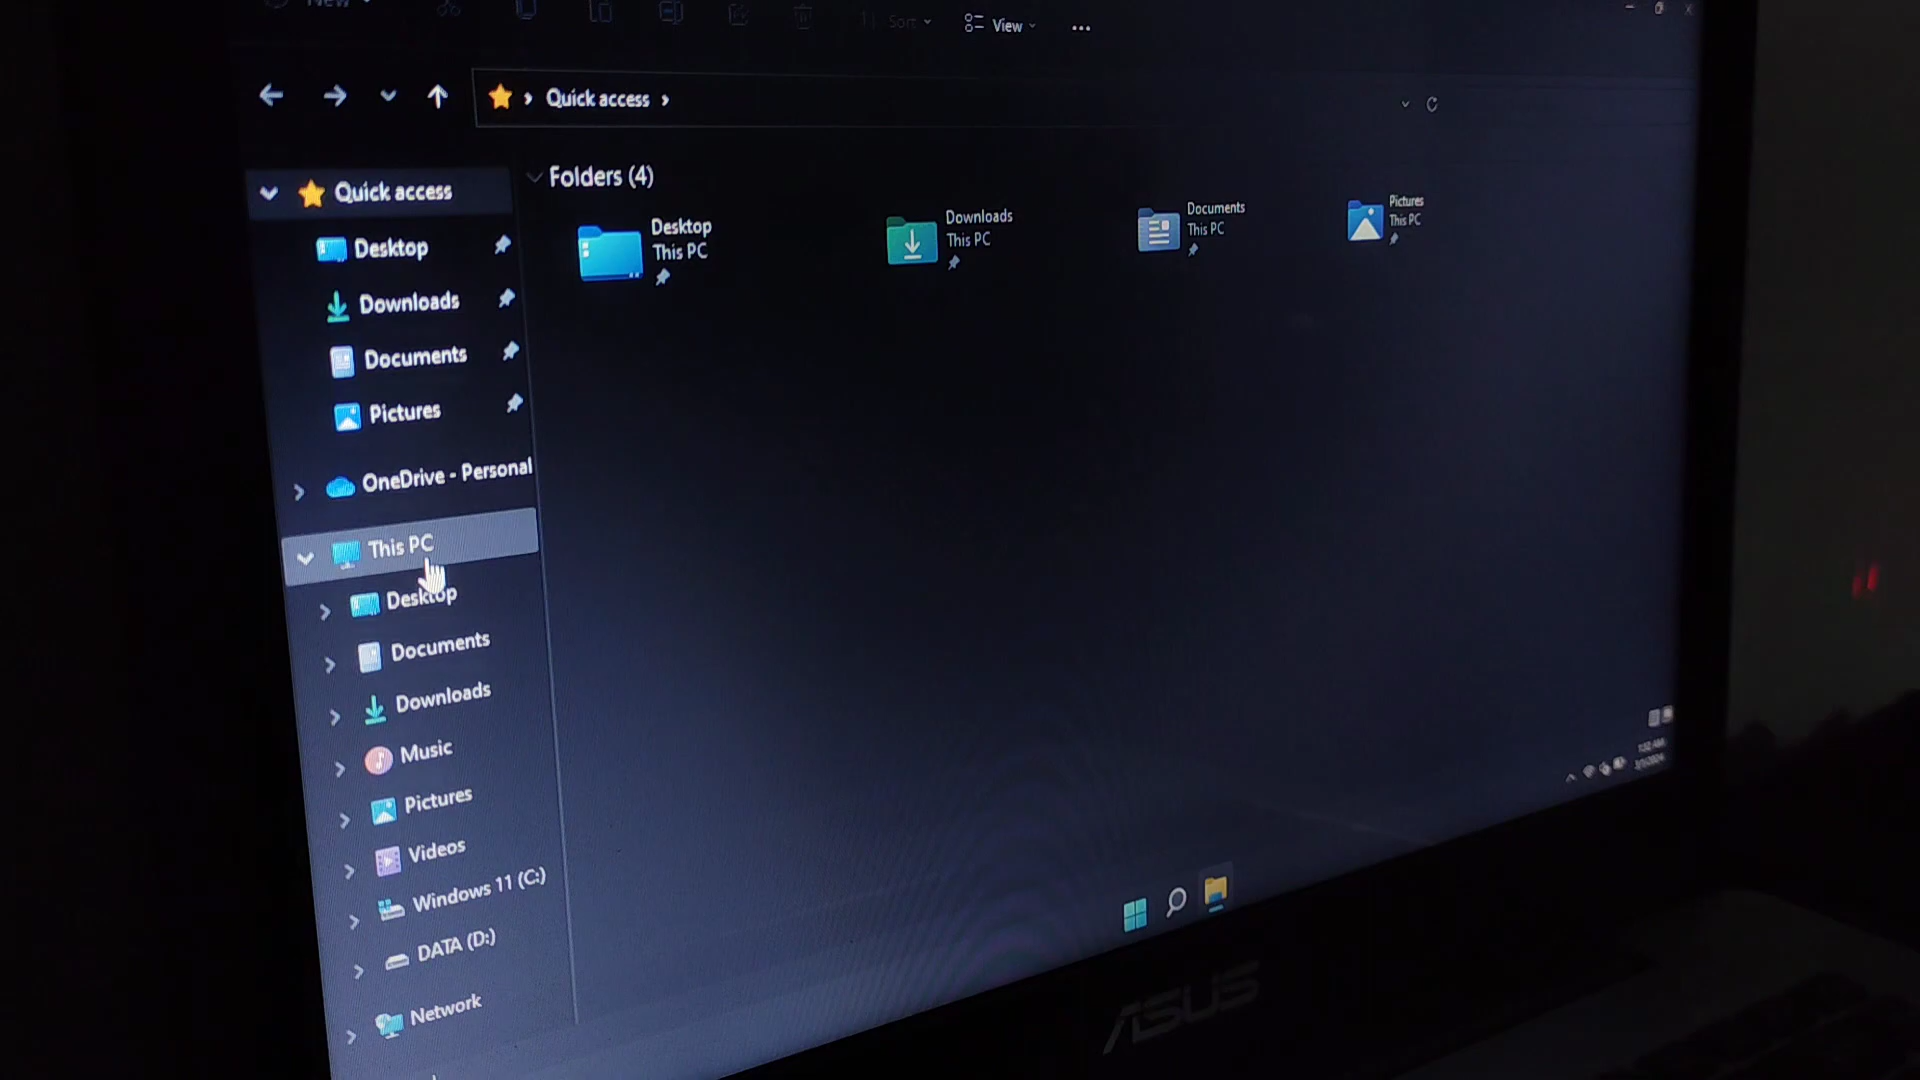 New
Sort
View
Quick access
Quick access
Desktop
Downloads
Documents
Pictures
OneDrive - Personal
This PC
Desktop
Documents
Downloads
Music
Pictures
Videos
Windows 11 (C:)
DATA (D:)
Network
Folders (4)
Desktop
This PC
Downloads
This PC
Documents
This PC
Pictures
This PC
ASUS